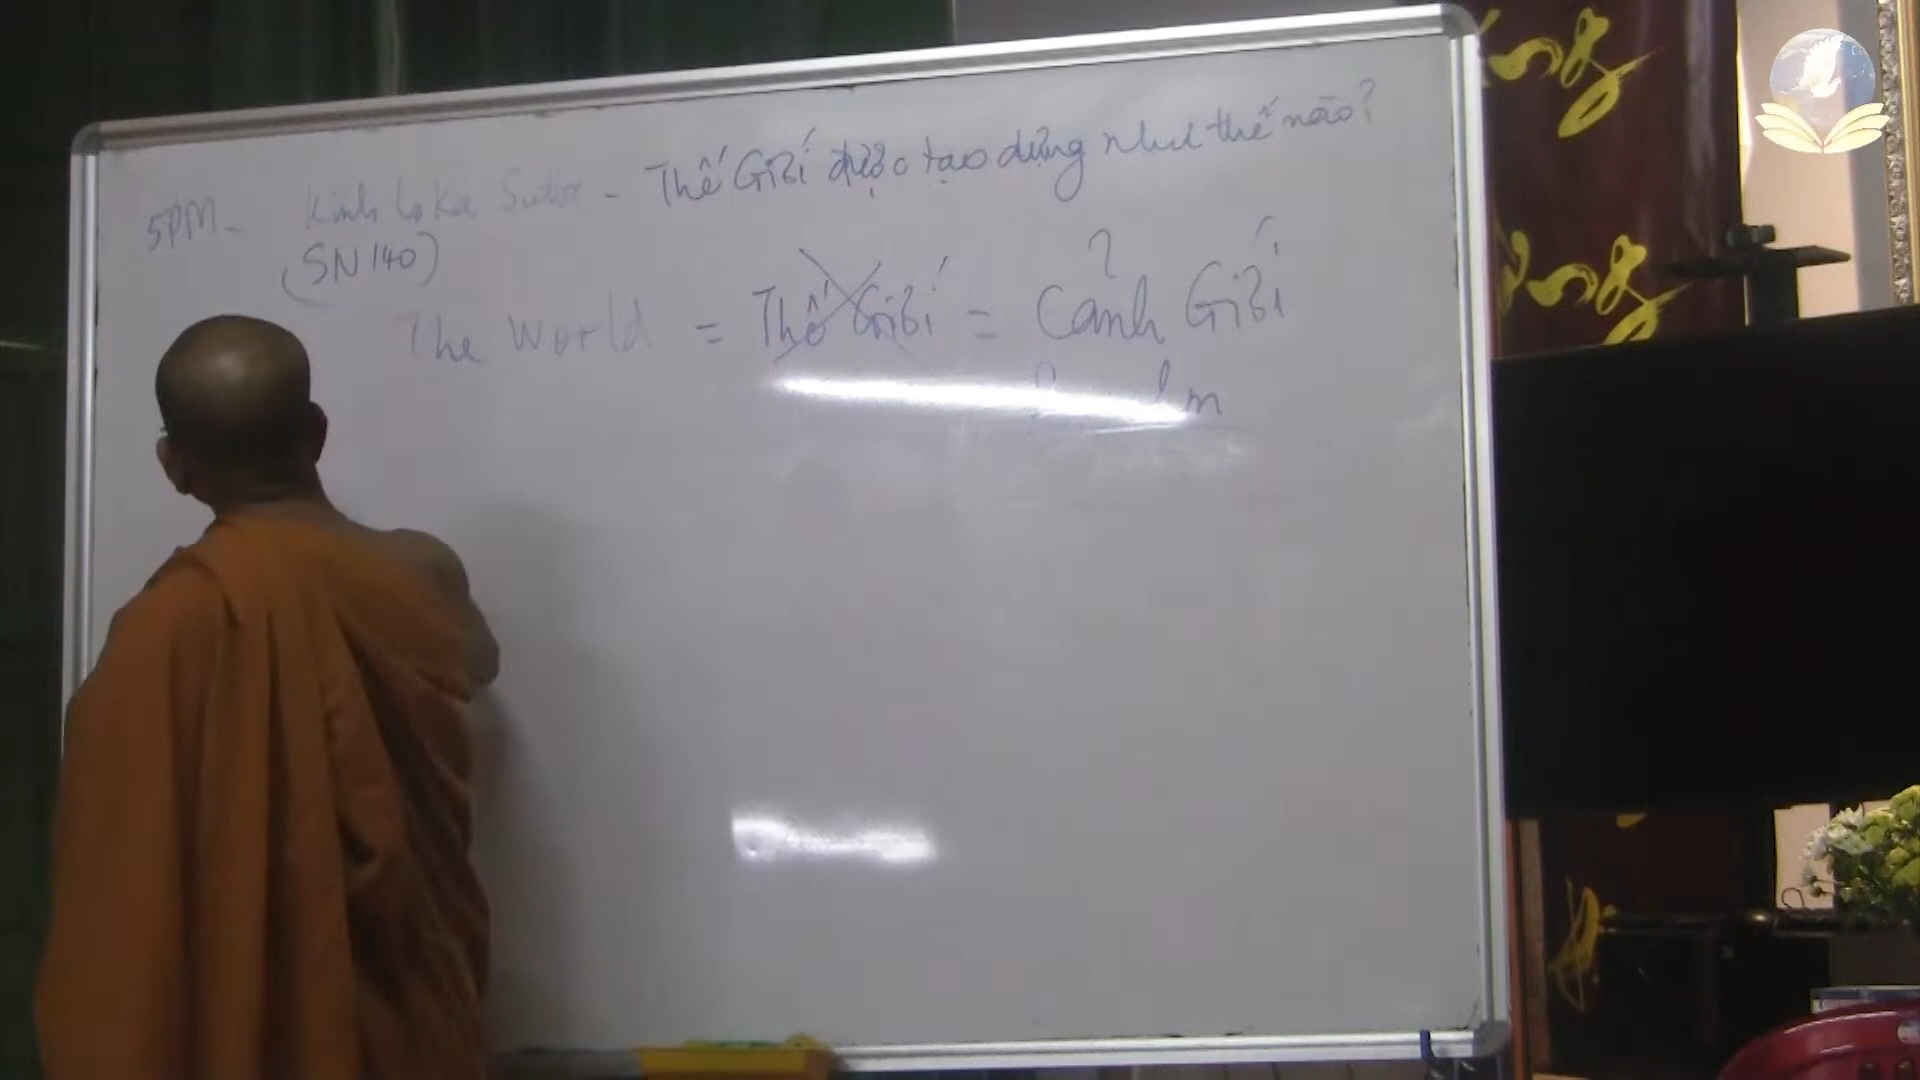 5PM - Kinh Loka Sutta - Thế Giới được tạo dựng như thế nào?
(SN 140)
The World = Thế Giới = Cảnh Giới